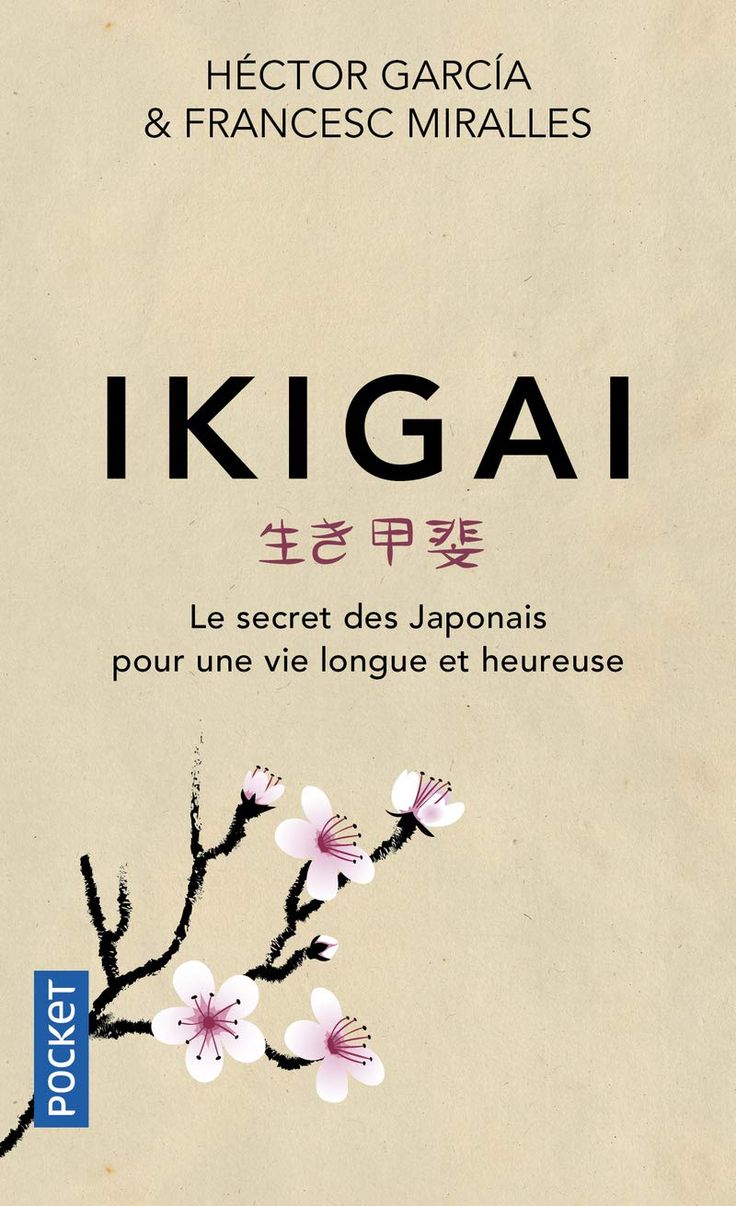 HÉCTOR GARCÍA
& FRANCESC MIRALLES
IKIGAI
生き甲斐
Le secret des Japonais
pour une vie longue et heureuse
POCKET